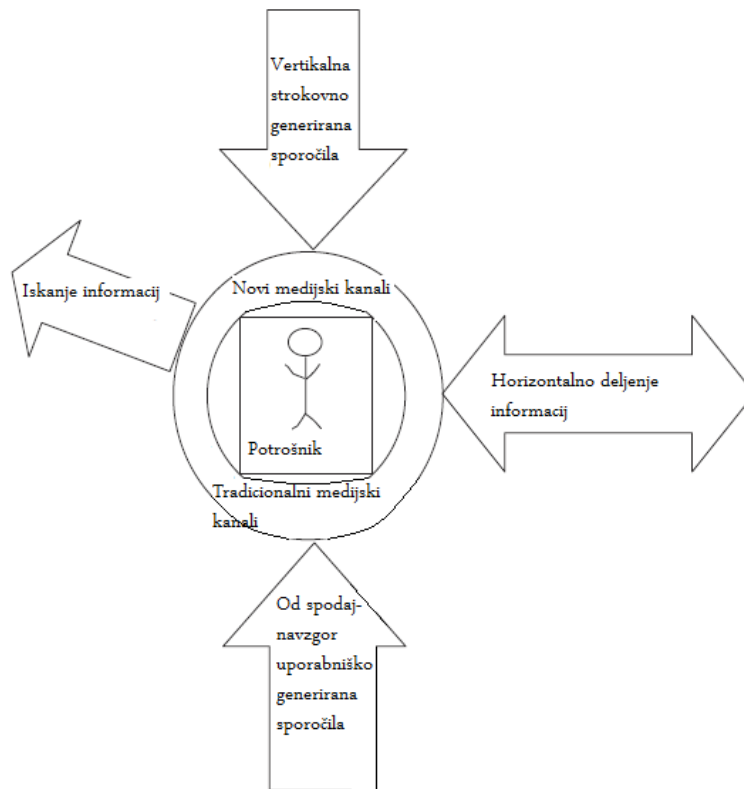 Vertikalna
strokovno
generirana
sporočila
Iskanje informacij
Novi medijski kanali
Horizontalno deljenje
informacij
Potrošnik
Tradicionalni medijski
kanali
Od spodaj-
navzgor
uporabniško
generirana
sporočila